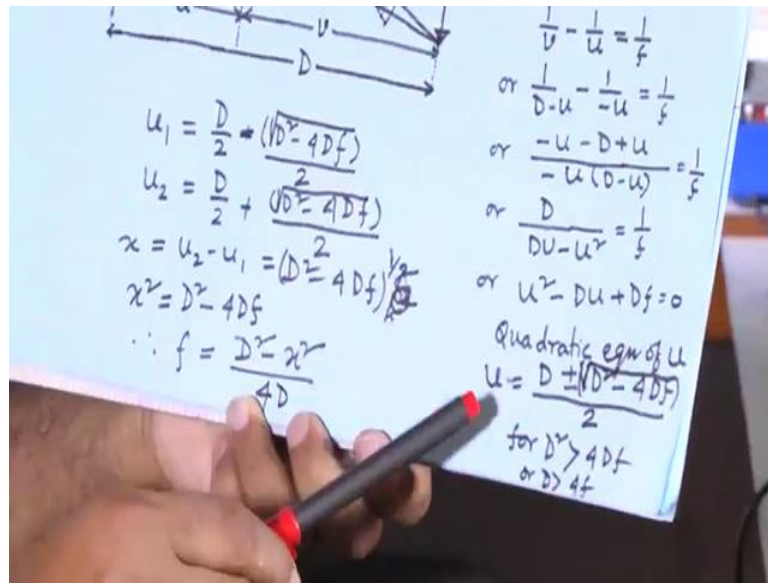 u
v
D
u₁ = D/2 - (√D² - 4Df)/2
u₂ = D/2 + (√D² - 4Df)/2
x = u₂ - u₁ = (D² - 4Df)^1/2
x² = D² - 4Df
∴ f = (D² - x²)/4D
1/v - 1/u = 1/f
or 1/D-u - 1/-u = 1/f
or -u - D + u/-u(D-u) = 1/f
or D/Du-u² = 1/f
or u² - Du + Df = 0
Quadratic eqn of u
u = D ± (√D² - 4Df)/2
for D² > 4Df
or D > 4f